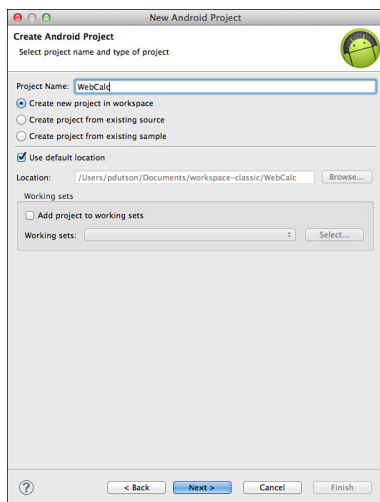 New Android Project
Create Android Project
Select project name and type of project
Project Name: WebCalc
Create new project in workspace
Create project from existing source
Create project from existing sample
Use default location
Location: /Users/pdutson/Documents/workspace-classic/WebCalc Browse...
Working sets
Add project to working sets
Working sets: Select...
? < Back Next > Cancel Finish